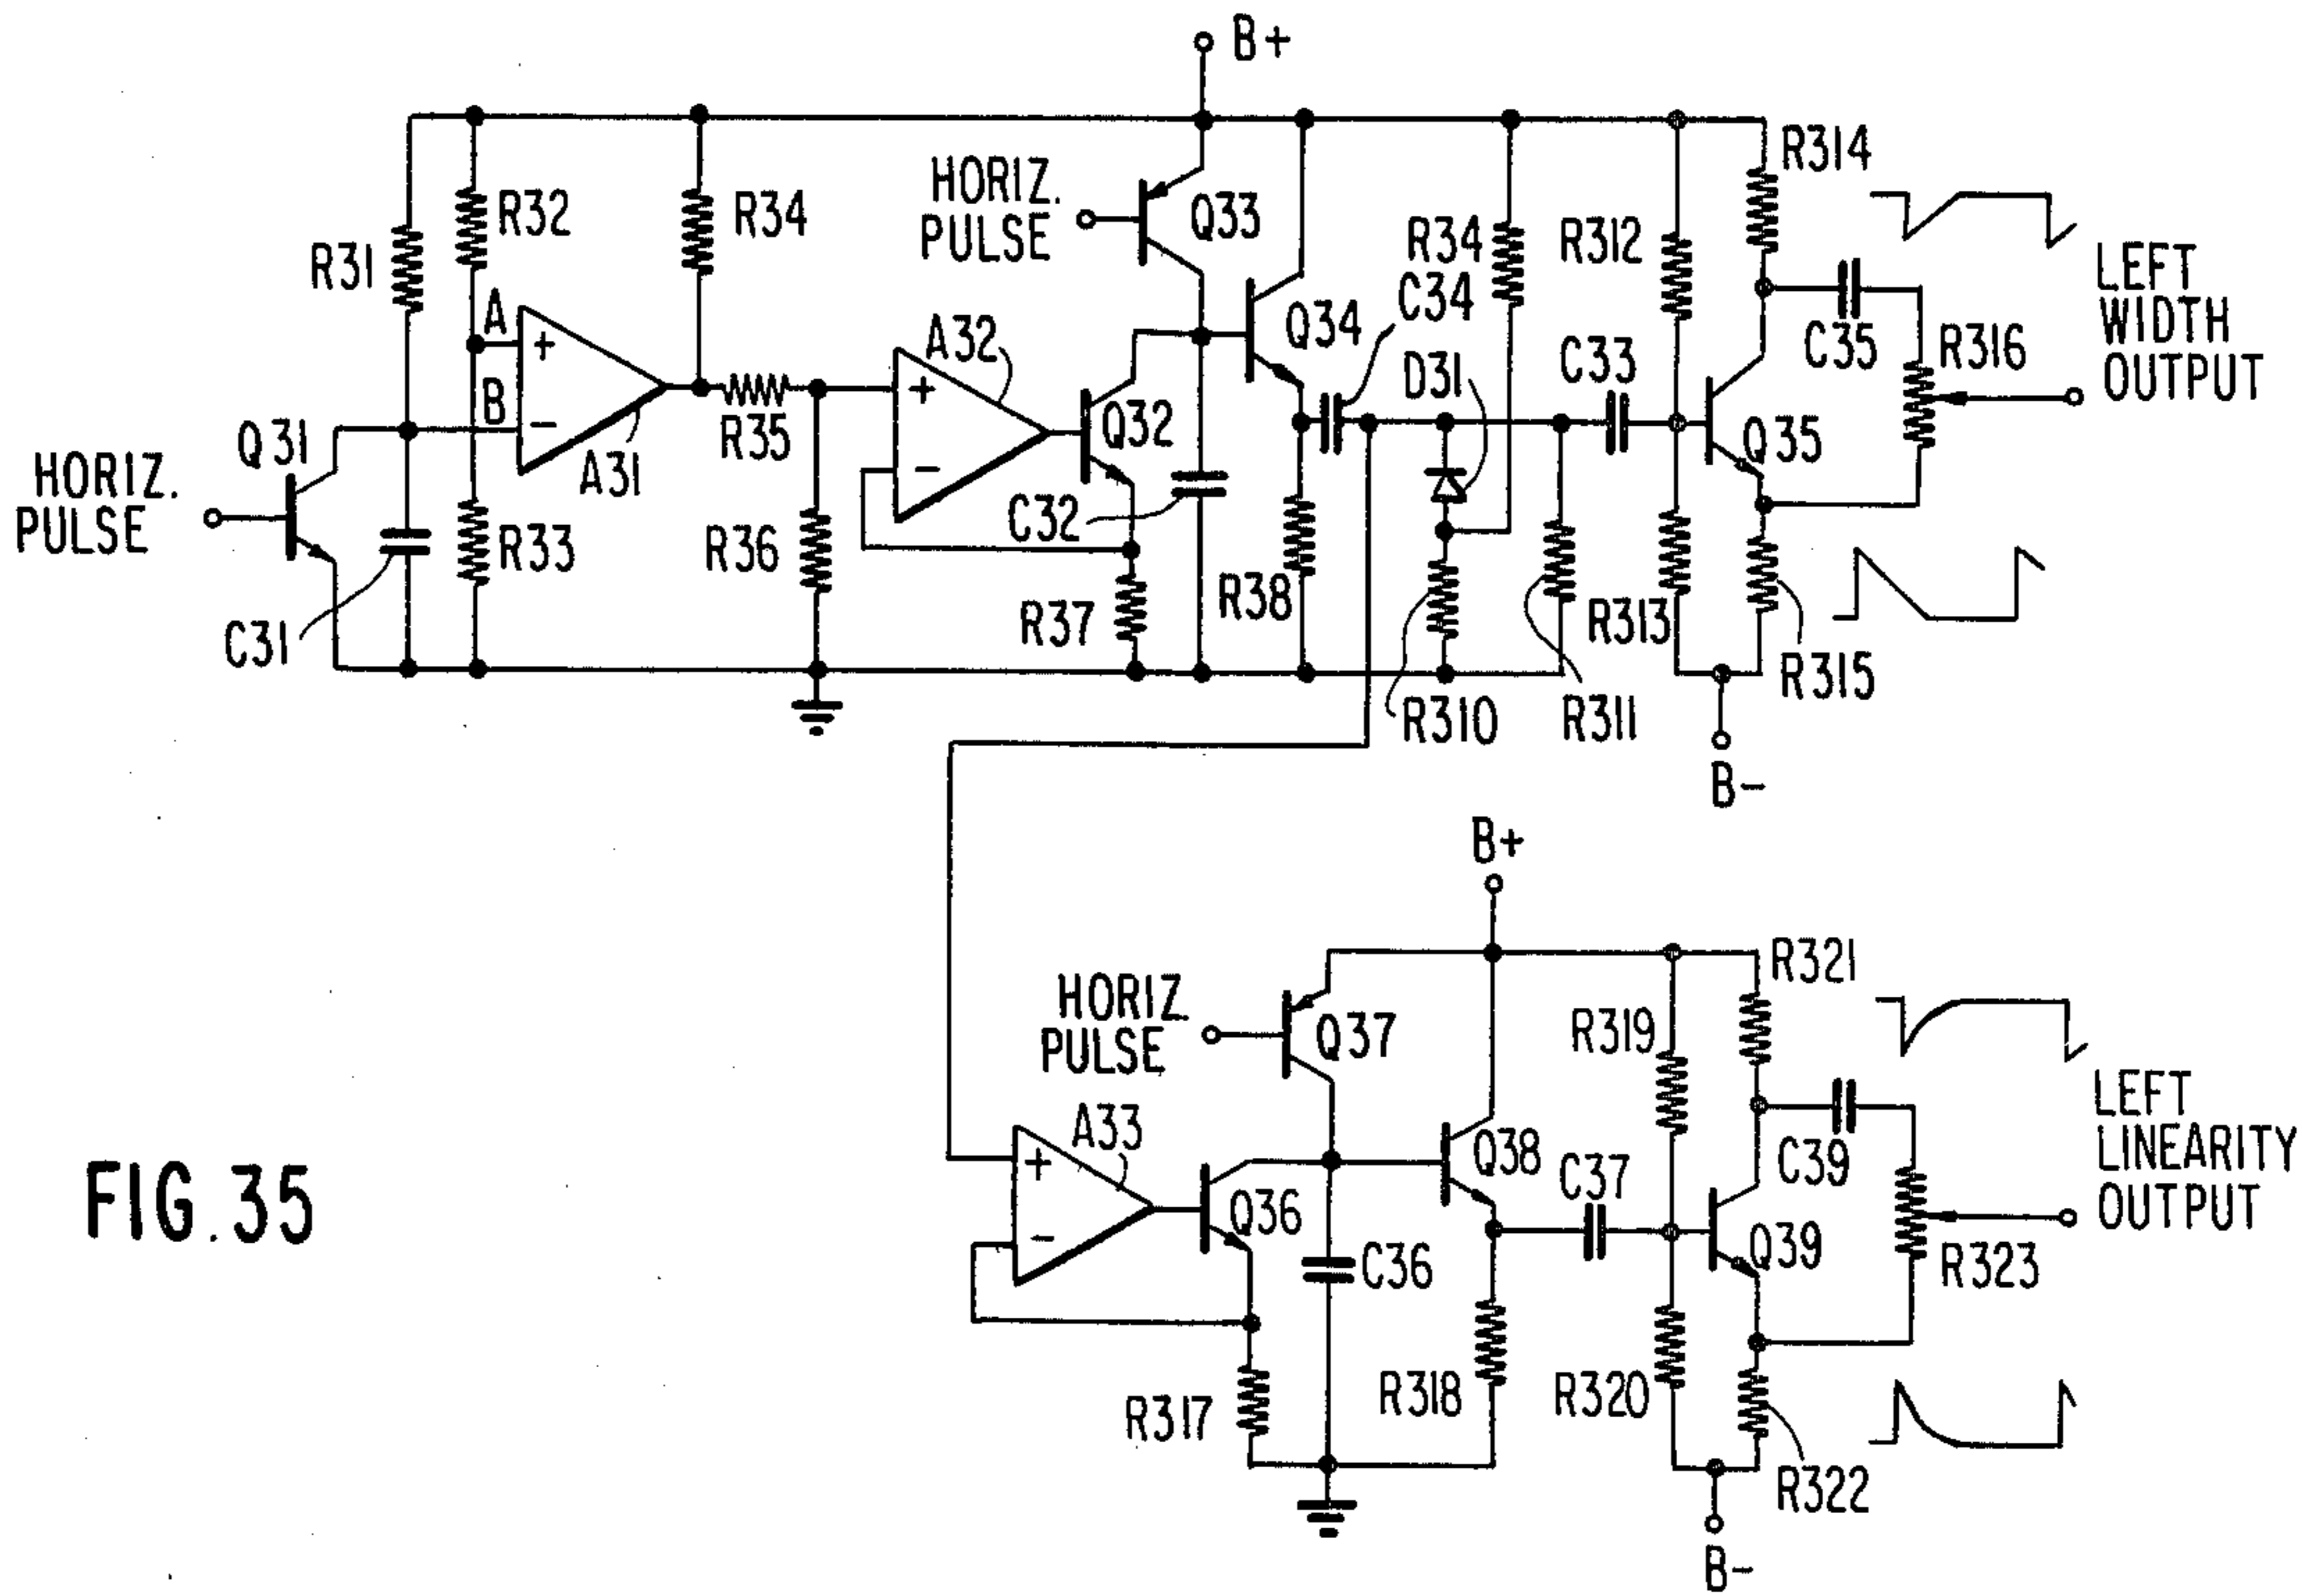 B+
HORIZ.
PULSE
Q33
R314
R32
R34
R31
R34
C34
R312
LEFT
WIDTH
OUTPUT
A
+
B
−
A31
Q31
HORIZ.
PULSE
C31
R33
R35
R36
A32
+
−
Q32
C32
R37
Q34
R38
D31
C33
Q35
C35
R316
R310
R311
R313
R315
B-
B+
HORIZ.
PULSE
Q37
R319
R321
A33
+
−
Q36
C36
Q38
C37
Q39
C39
R323
LEFT
LINEARITY
OUTPUT
R317
R318
R320
R322
B-
FIG.35